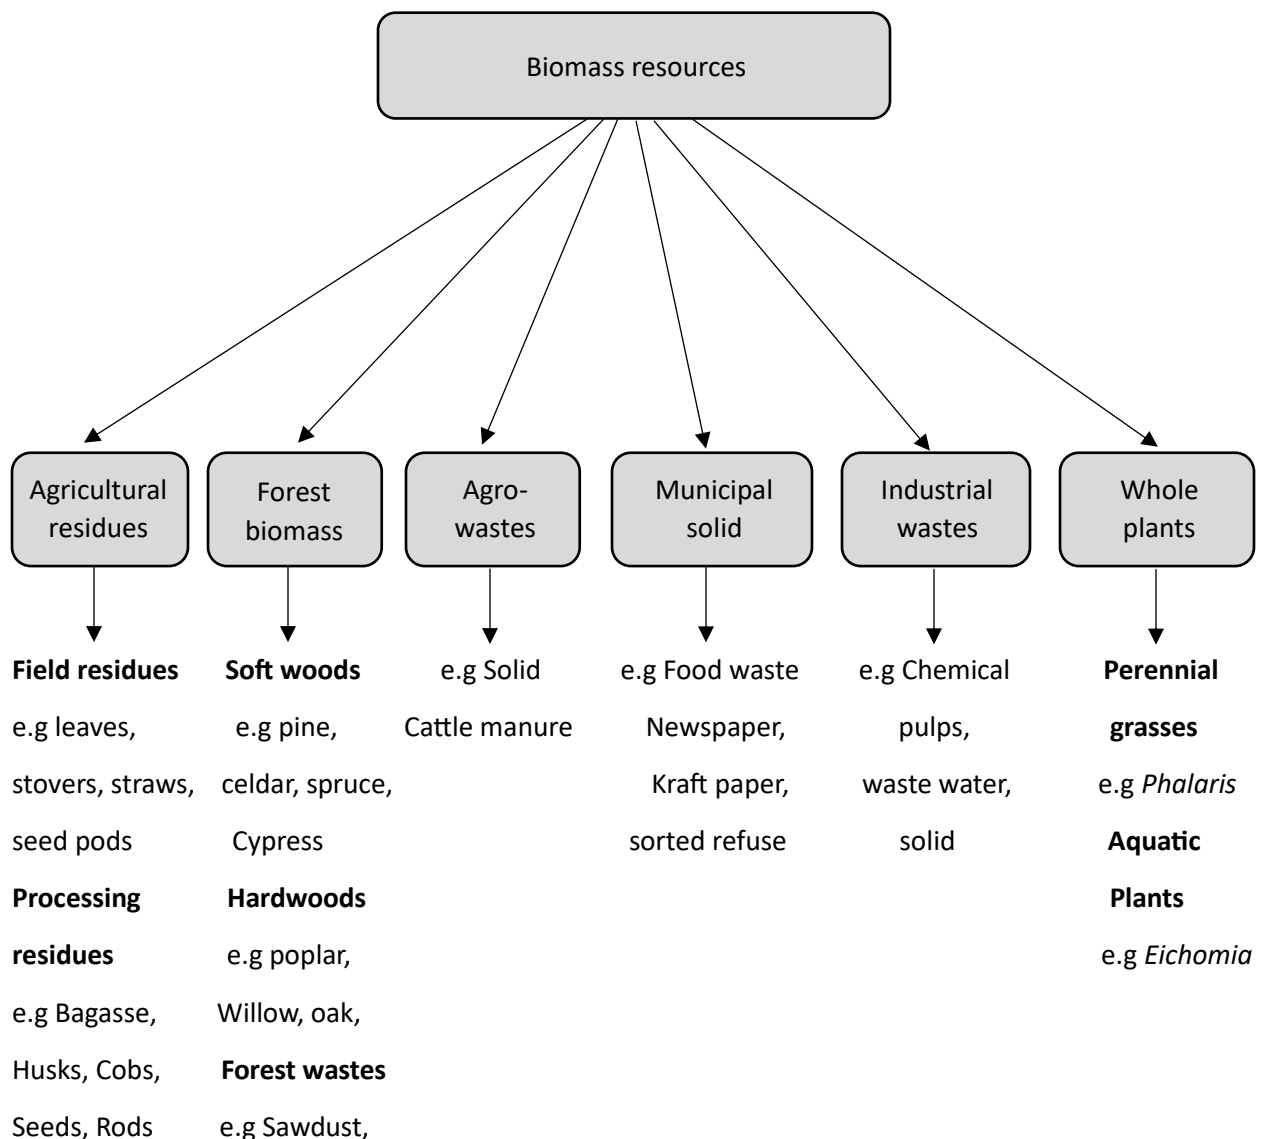 Biomass resources
Agricultural
residues
Forest
biomass
Agro-
wastes
Municipal
solid
Industrial
wastes
Whole
plants
Field residues
e.g leaves,
stovers, straws,
seed pods
Processing
residues
e.g Bagasse,
Husks, Cobs,
Seeds, Rods
Soft woods
e.g pine,
celdar, spruce,
Cypress
Hardwoods
e.g poplar,
Willow, oak,
Forest wastes
e.g Sawdust,
e.g Solid
Cattle manure
e.g Food waste
Newspaper,
Kraft paper,
sorted refuse
e.g Chemical
pulps,
waste water,
solid
Perennial
grasses
e.g Phalaris
Aquatic
Plants
e.g Eichomia